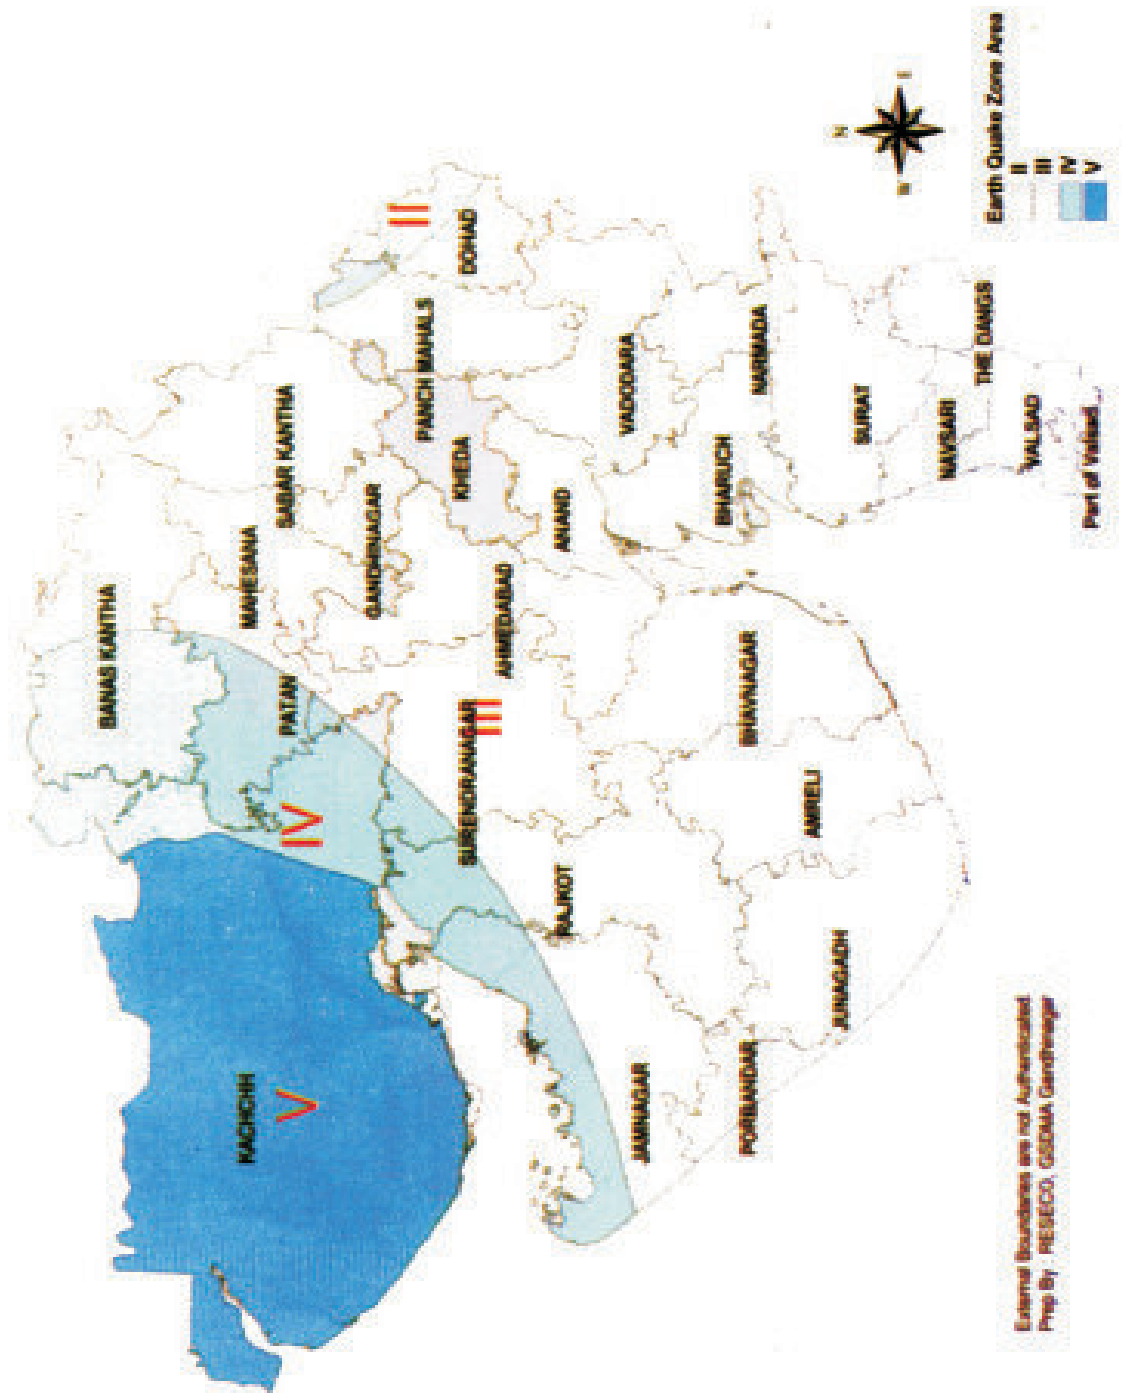 Earth Quake Zone Area
II
III
IV
V
N
E
W
KACHCHH
V
BANAS KANTHA
PATAN
IV
MAHESANA
SABAR KANTHA
GANDHINAGAR
PANCH MAHALS
II
DOHAD
KHEDA
SURENDRANAGAR
III
AHMEDABAD
ANAND
VADODARA
RAJKOT
JAMNAGAR
PORBANDAR
JUNAGADH
AMRELI
BHAVNAGAR
BHARUCH
NARMADA
SURAT
NAVSARI
THE DANGS
VALSAD
Part of Valsad
External Boundaries are not Authenticated
Prep By : RESECO, GSDMA Gandhinagar